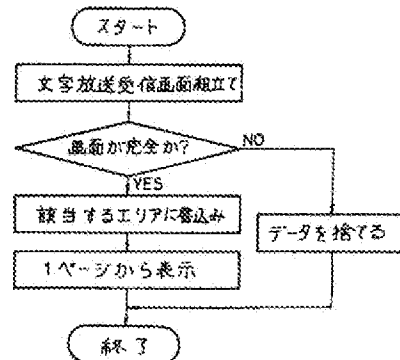 スタート
文字放送受信画面組立て
画面が完全か?
NO
YES
該当するエリアに書込み
データを捨てる
1ページから表示
終了